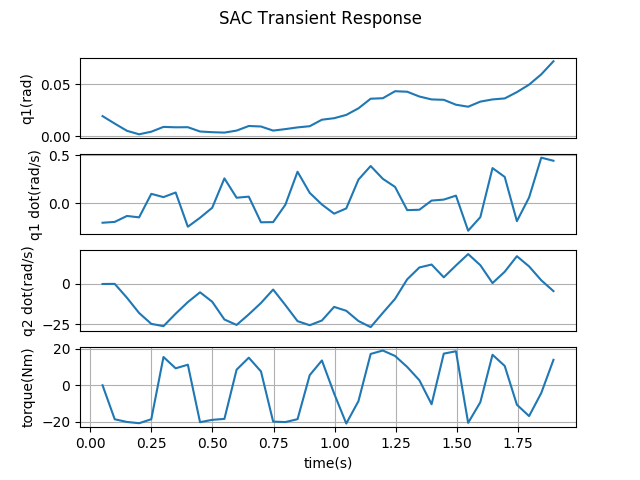 SAC Transient Response
q1(rad)
0.05
0.00
q1 dot(rad/s)
0.5
0.0
q2 dot(rad/s)
0
−25
torque(Nm)
20
0
−20
0.00 0.25 0.50 0.75 1.00 1.25 1.50 1.75
time(s)